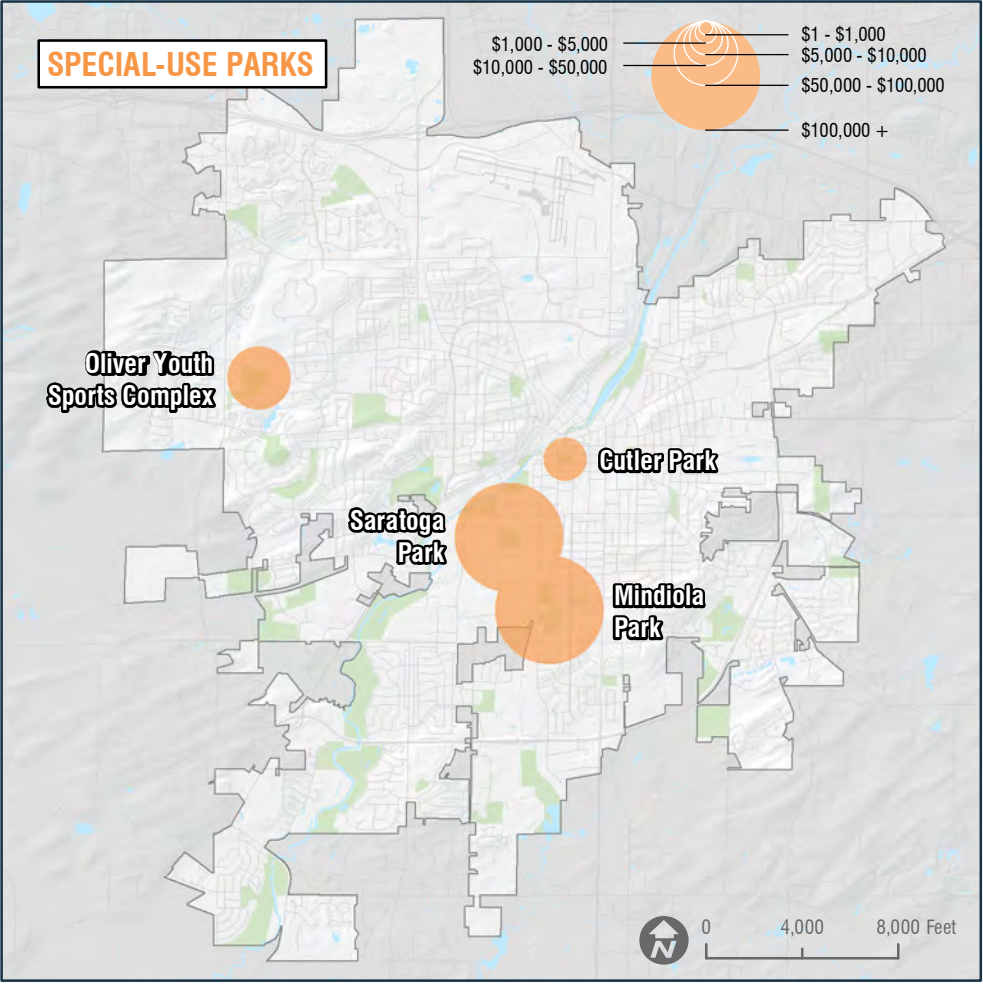 SPECIAL-USE PARKS
$1,000 - $5,000
$10,000 - $50,000
$1 - $1,000
$5,000 - $10,000
$50,000 - $100,000
$100,000 +
Oliver Youth
Sports Complex
Cutler Park
Saratoga
Park
Mindiola
Park
N
0 4,000 8,000 Feet